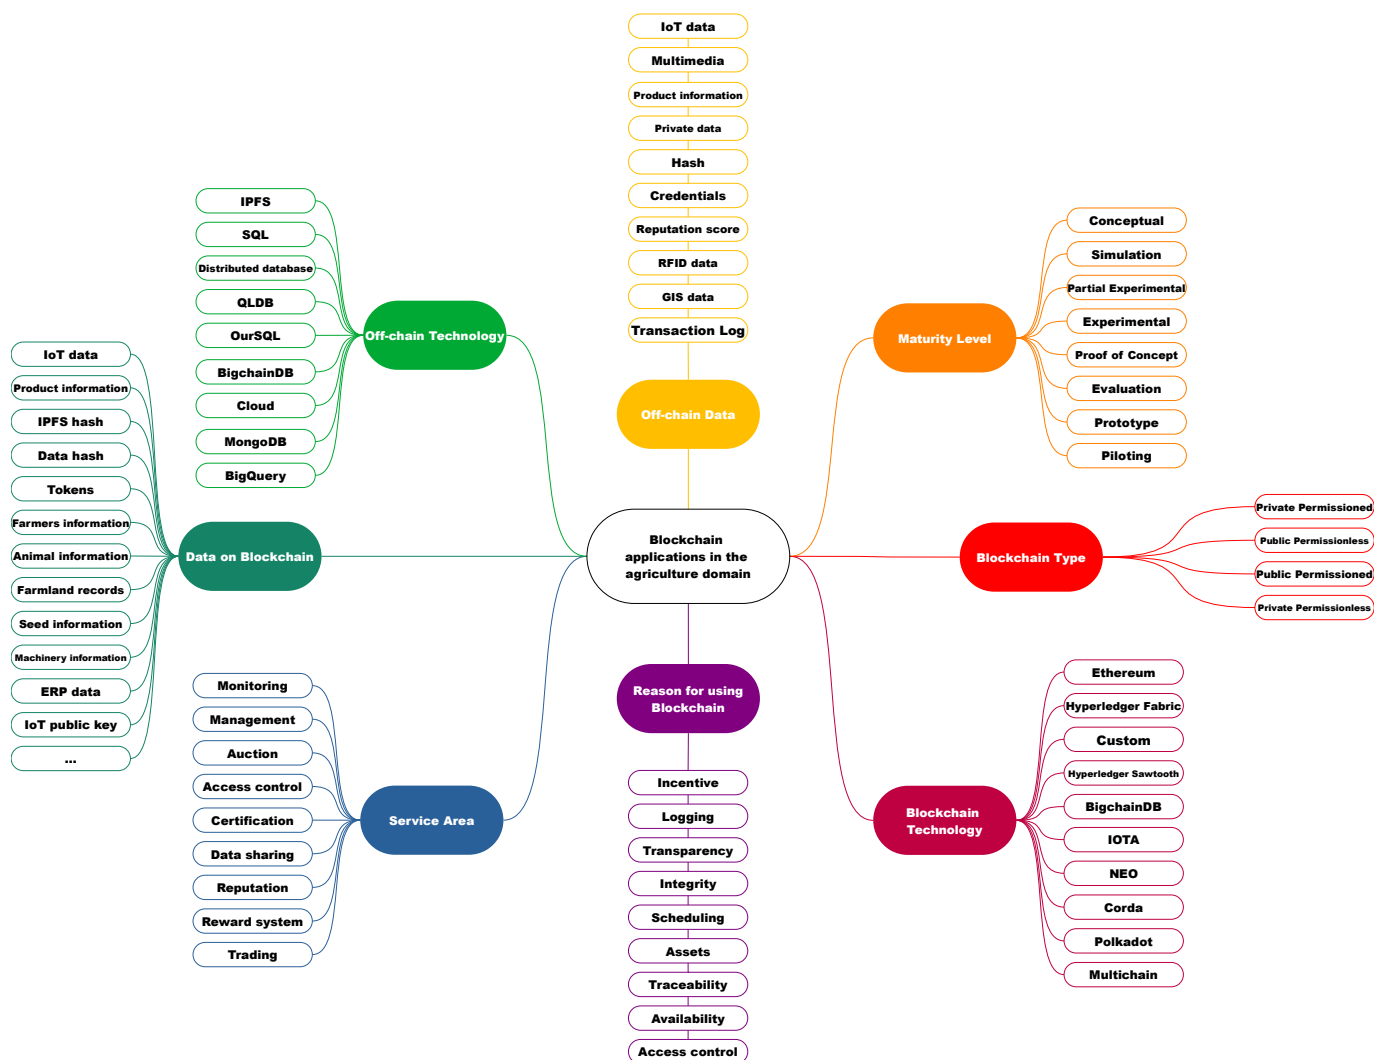 IoT data
Multimedia
Product information
Private data
Hash
Credentials
Reputation score
RFID data
GIS data
Transaction Log
Off-chain Data
IPFS
SQL
Distributed database
QLDB
OurSQL
BigchainDB
Cloud
MongoDB
BigQuery
Off-chain Technology
Conceptual
Simulation
Partial Experimental
Experimental
Proof of Concept
Evaluation
Prototype
Piloting
Maturity Level
IoT data
Product information
IPFS hash
Data hash
Tokens
Farmers information
Animal information
Farmland records
Seed information
Machinery information
ERP data
IoT public key
...
Data on Blockchain
Blockchain
applications in the
agriculture domain
Blockchain Type
Private Permissioned
Public Permissionless
Public Permissioned
Private Permissionless
Monitoring
Management
Auction
Access control
Certification
Data sharing
Reputation
Reward system
Trading
Service Area
Reason for using
Blockchain
Incentive
Logging
Transparency
Integrity
Scheduling
Assets
Traceability
Availability
Access control
Blockchain
Technology
Ethereum
Hyperledger Fabric
Custom
Hyperledger Sawtooth
BigchainDB
IOTA
NEO
Corda
Polkadot
Multichain